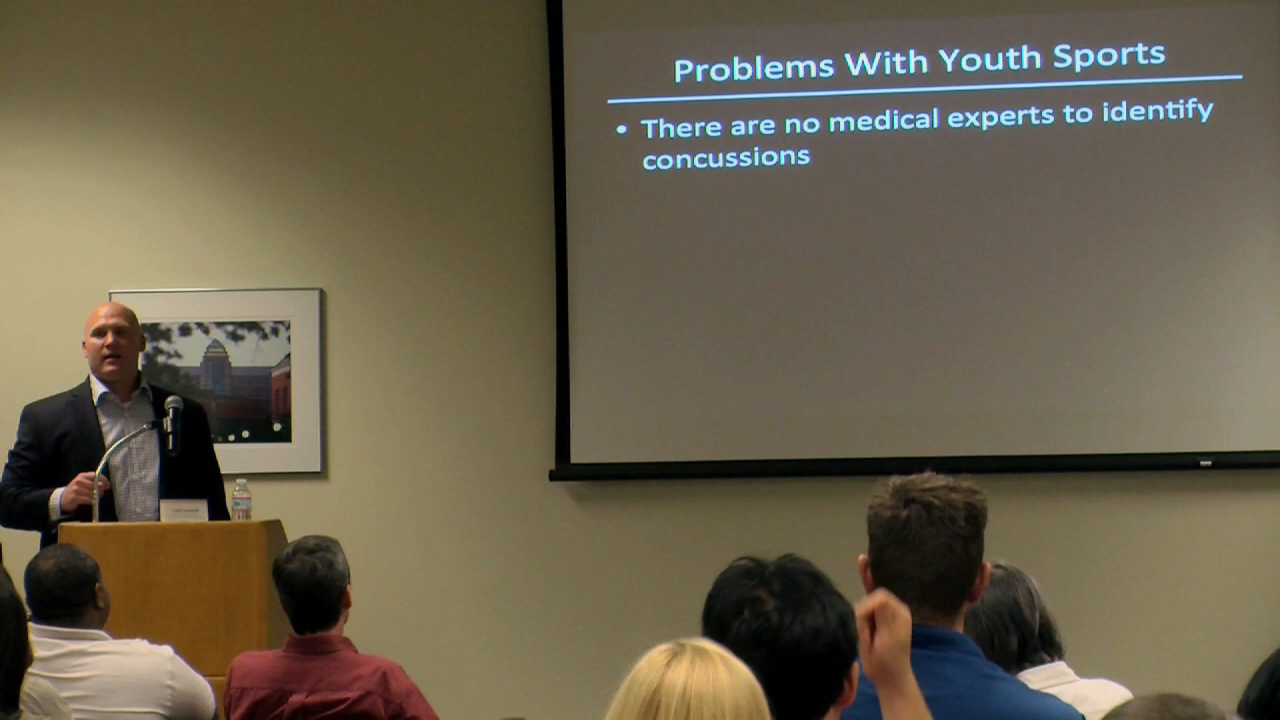 Problems With Youth Sports
• There are no medical experts to identify
concussions